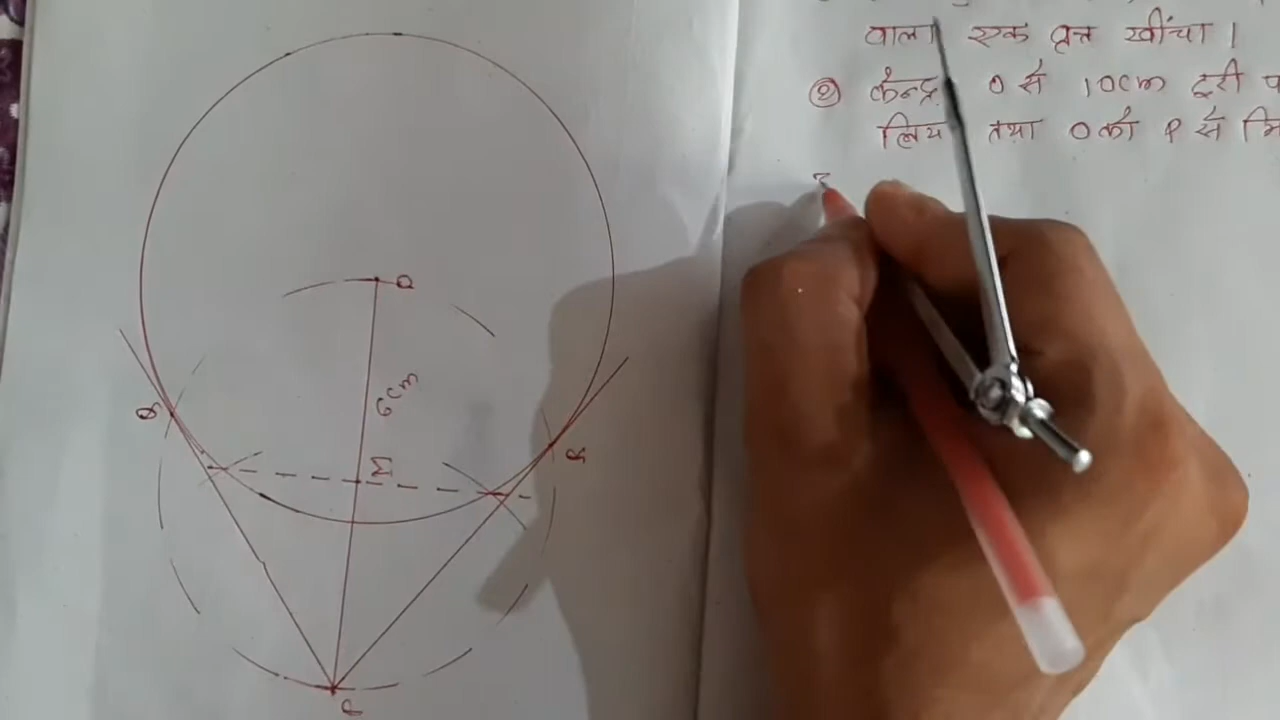 वाला एक वृत्त खींचा।
② केन्द्र O से 10cm दूरी
लिय तथा O को P से
O
6cm
M
Q
R
P